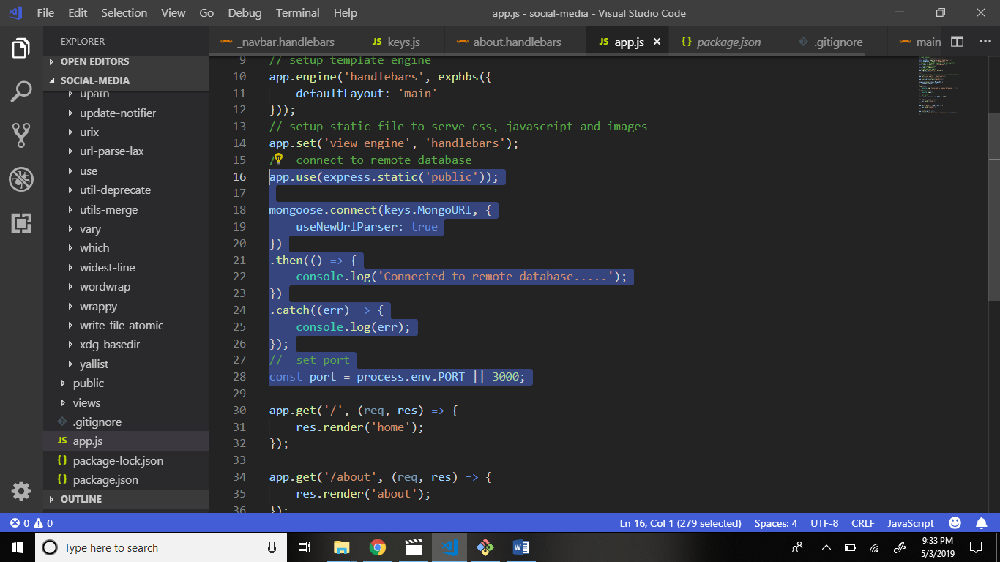 File Edit Selection View Go Debug Terminal Help app.js - social-media - Visual Studio Code
EXPLORER
OPEN EDITORS
SOCIAL-MEDIA
upath
update-notifier
urix
url-parse-lax
use
util-deprecate
utils-merge
vary
which
widest-line
wordwrap
wrappy
write-file-atomic
xdg-basedir
yallist
public
views
.gitignore
app.js
package-lock.json
package.json
OUTLINE
_navbar.handlebars JS keys.js about.handlebars JS app.js {} package.json .gitignore main
9 // setup template engine
10 app.engine('handlebars', exphbs({
11 defaultLayout: 'main'
12 }));
13 // setup static file to serve css, javascript and images
14 app.set('view engine', 'handlebars');
15 / connect to remote database
16 app.use(express.static('public'));
17
18 mongoose.connect(keys.MongoURI, {
19 useNewUrlParser: true
20 })
21 .then(() => {
22 console.log('Connected to remote database.....');
23 })
24 .catch((err) => {
25 console.log(err);
26 });
27 // set port
28 const port = process.env.PORT || 3000;
29
30 app.get('/', (req, res) => {
31 res.render('home');
32 });
33
34 app.get('/about', (req, res) => {
35 res.render('about');
36 });
0 0 Ln 16, Col 1 (279 selected) Spaces: 4 UTF-8 CRLF JavaScript
Type here to search
9:33 PM
5/3/2019